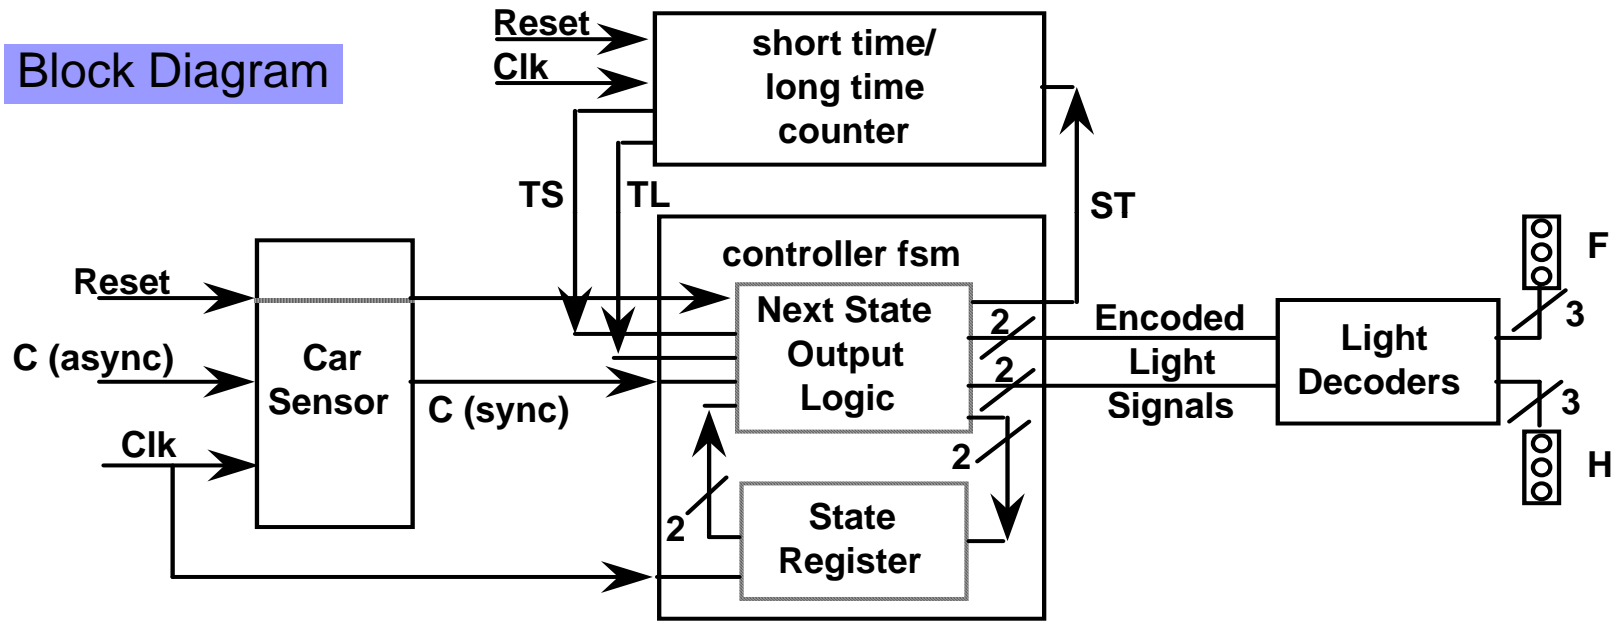 Block Diagram
Reset
Clk
short time/
long time
counter
TS
TL
ST
Reset
C (async)
Clk
Car
Sensor
C (sync)
controller fsm
Next State
Output
Logic
2
2
2
2
State
Register
Encoded
Light
Signals
Light
Decoders
3
3
F
H